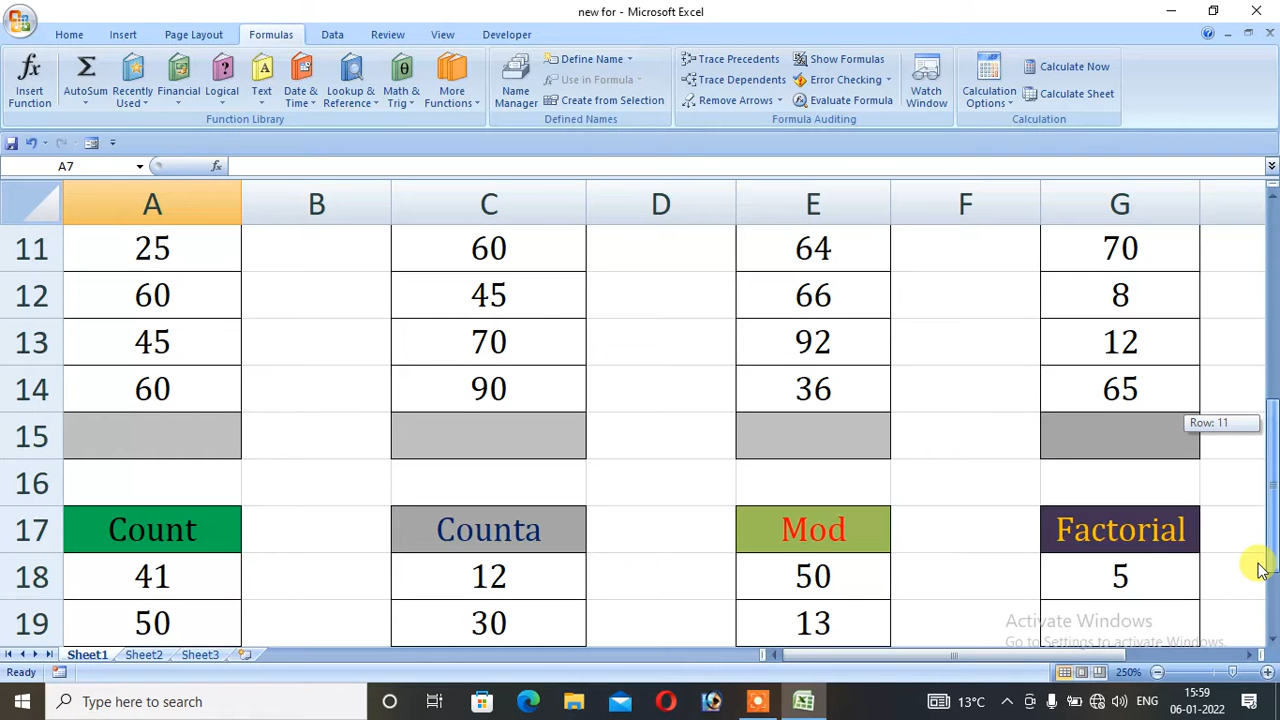 new for - Microsoft Excel
Home Insert Page Layout Formulas Data Review View Developer
Insert Function
AutoSum
Recently Used
Financial
Logical
Text
Date & Time
Lookup & Reference
Math & Trig
More Functions
Function Library
Name Manager
Define Name
Use in Formula
Create from Selection
Defined Names
Trace Precedents
Trace Dependents
Remove Arrows
Show Formulas
Error Checking
Evaluate Formula
Formula Auditing
Watch Window
Calculation Options
Calculate Now
Calculate Sheet
Calculation
A7 fx
A B C D E F G
11 25 60 64 70
12 60 45 66 8
13 45 70 92 12
14 60 90 36 65
15
Row: 11
16
17 Count Counta Mod Factorial
18 41 12 50 5
19 50 30 13
Activate Windows
Go to Settings to activate Windows.
Sheet1 Sheet2 Sheet3
Ready 250%
Type here to search
13°C ENG 15:59
06-01-2022